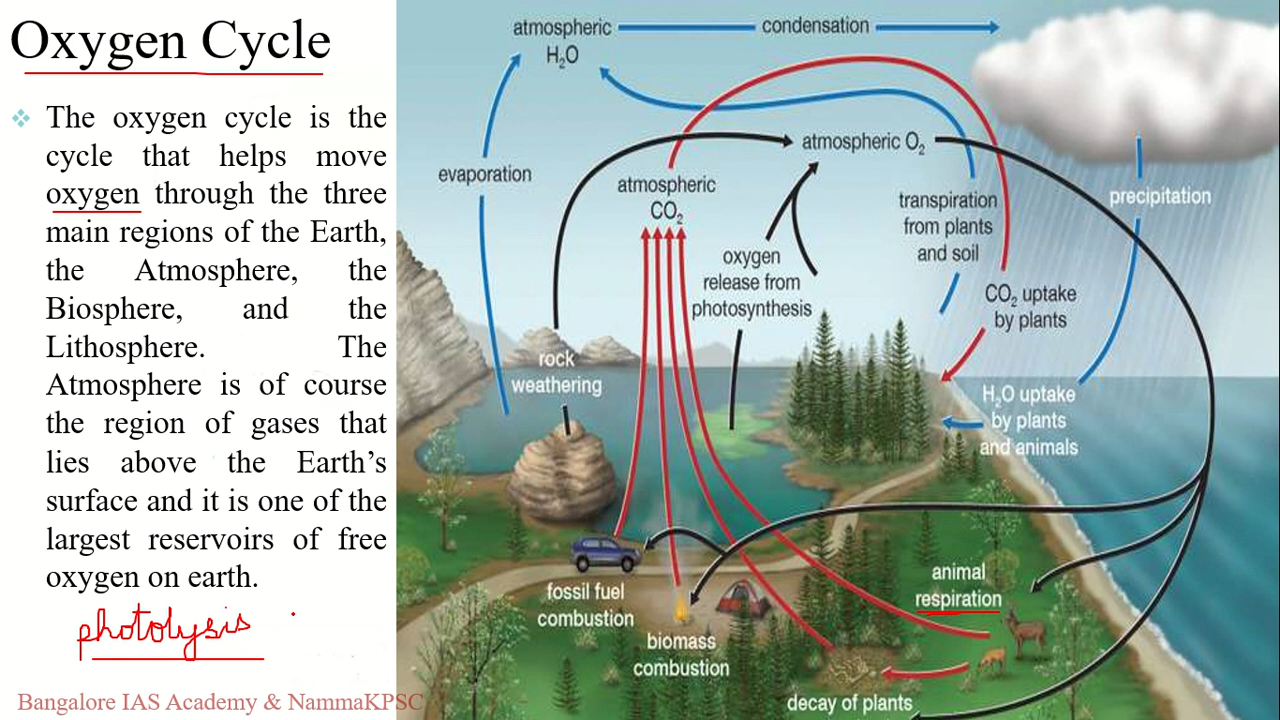 Oxygen Cycle
❖ The oxygen cycle is the
cycle that helps move
oxygen through the three
main regions of the Earth,
the Atmosphere, the
Biosphere, and the
Lithosphere. The
Atmosphere is of course
the region of gases that
lies above the Earth's
surface and it is one of the
largest reservoirs of free
oxygen on earth.
photolysis
Bangalore IAS Academy & NammaKPSC
atmospheric
H₂O
condensation
evaporation
atmospheric
CO₂
atmospheric O₂
oxygen
release from
photosynthesis
transpiration
from plants
and soil
precipitation
CO₂ uptake
by plants
rock
weathering
H₂O uptake
by plants
and animals
fossil fuel
combustion
biomass
combustion
animal
respiration
decay of plants